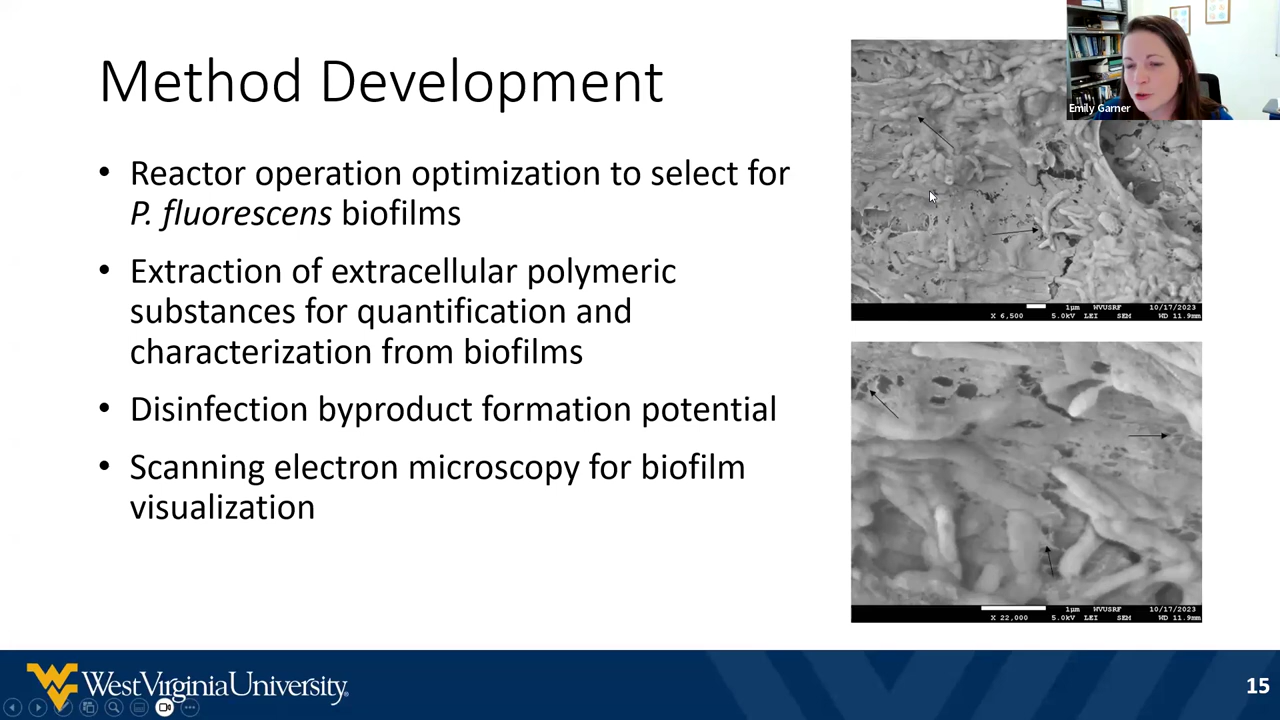 Method Development
Emily Garner
• Reactor operation optimization to select for
P. fluorescens biofilms
• Extraction of extracellular polymeric
substances for quantification and
characterization from biofilms
• Disinfection byproduct formation potential
• Scanning electron microscopy for biofilm
visualization
1µm WVUSRF 10/17/2023
X 6,500 5.0kV LEI SEM WD 11.9mm
1µm WVUSRF 10/17/2023
X 22,000 5.0kV LEI SEM WD 11.9mm
WestVirginiaUniversity.
15